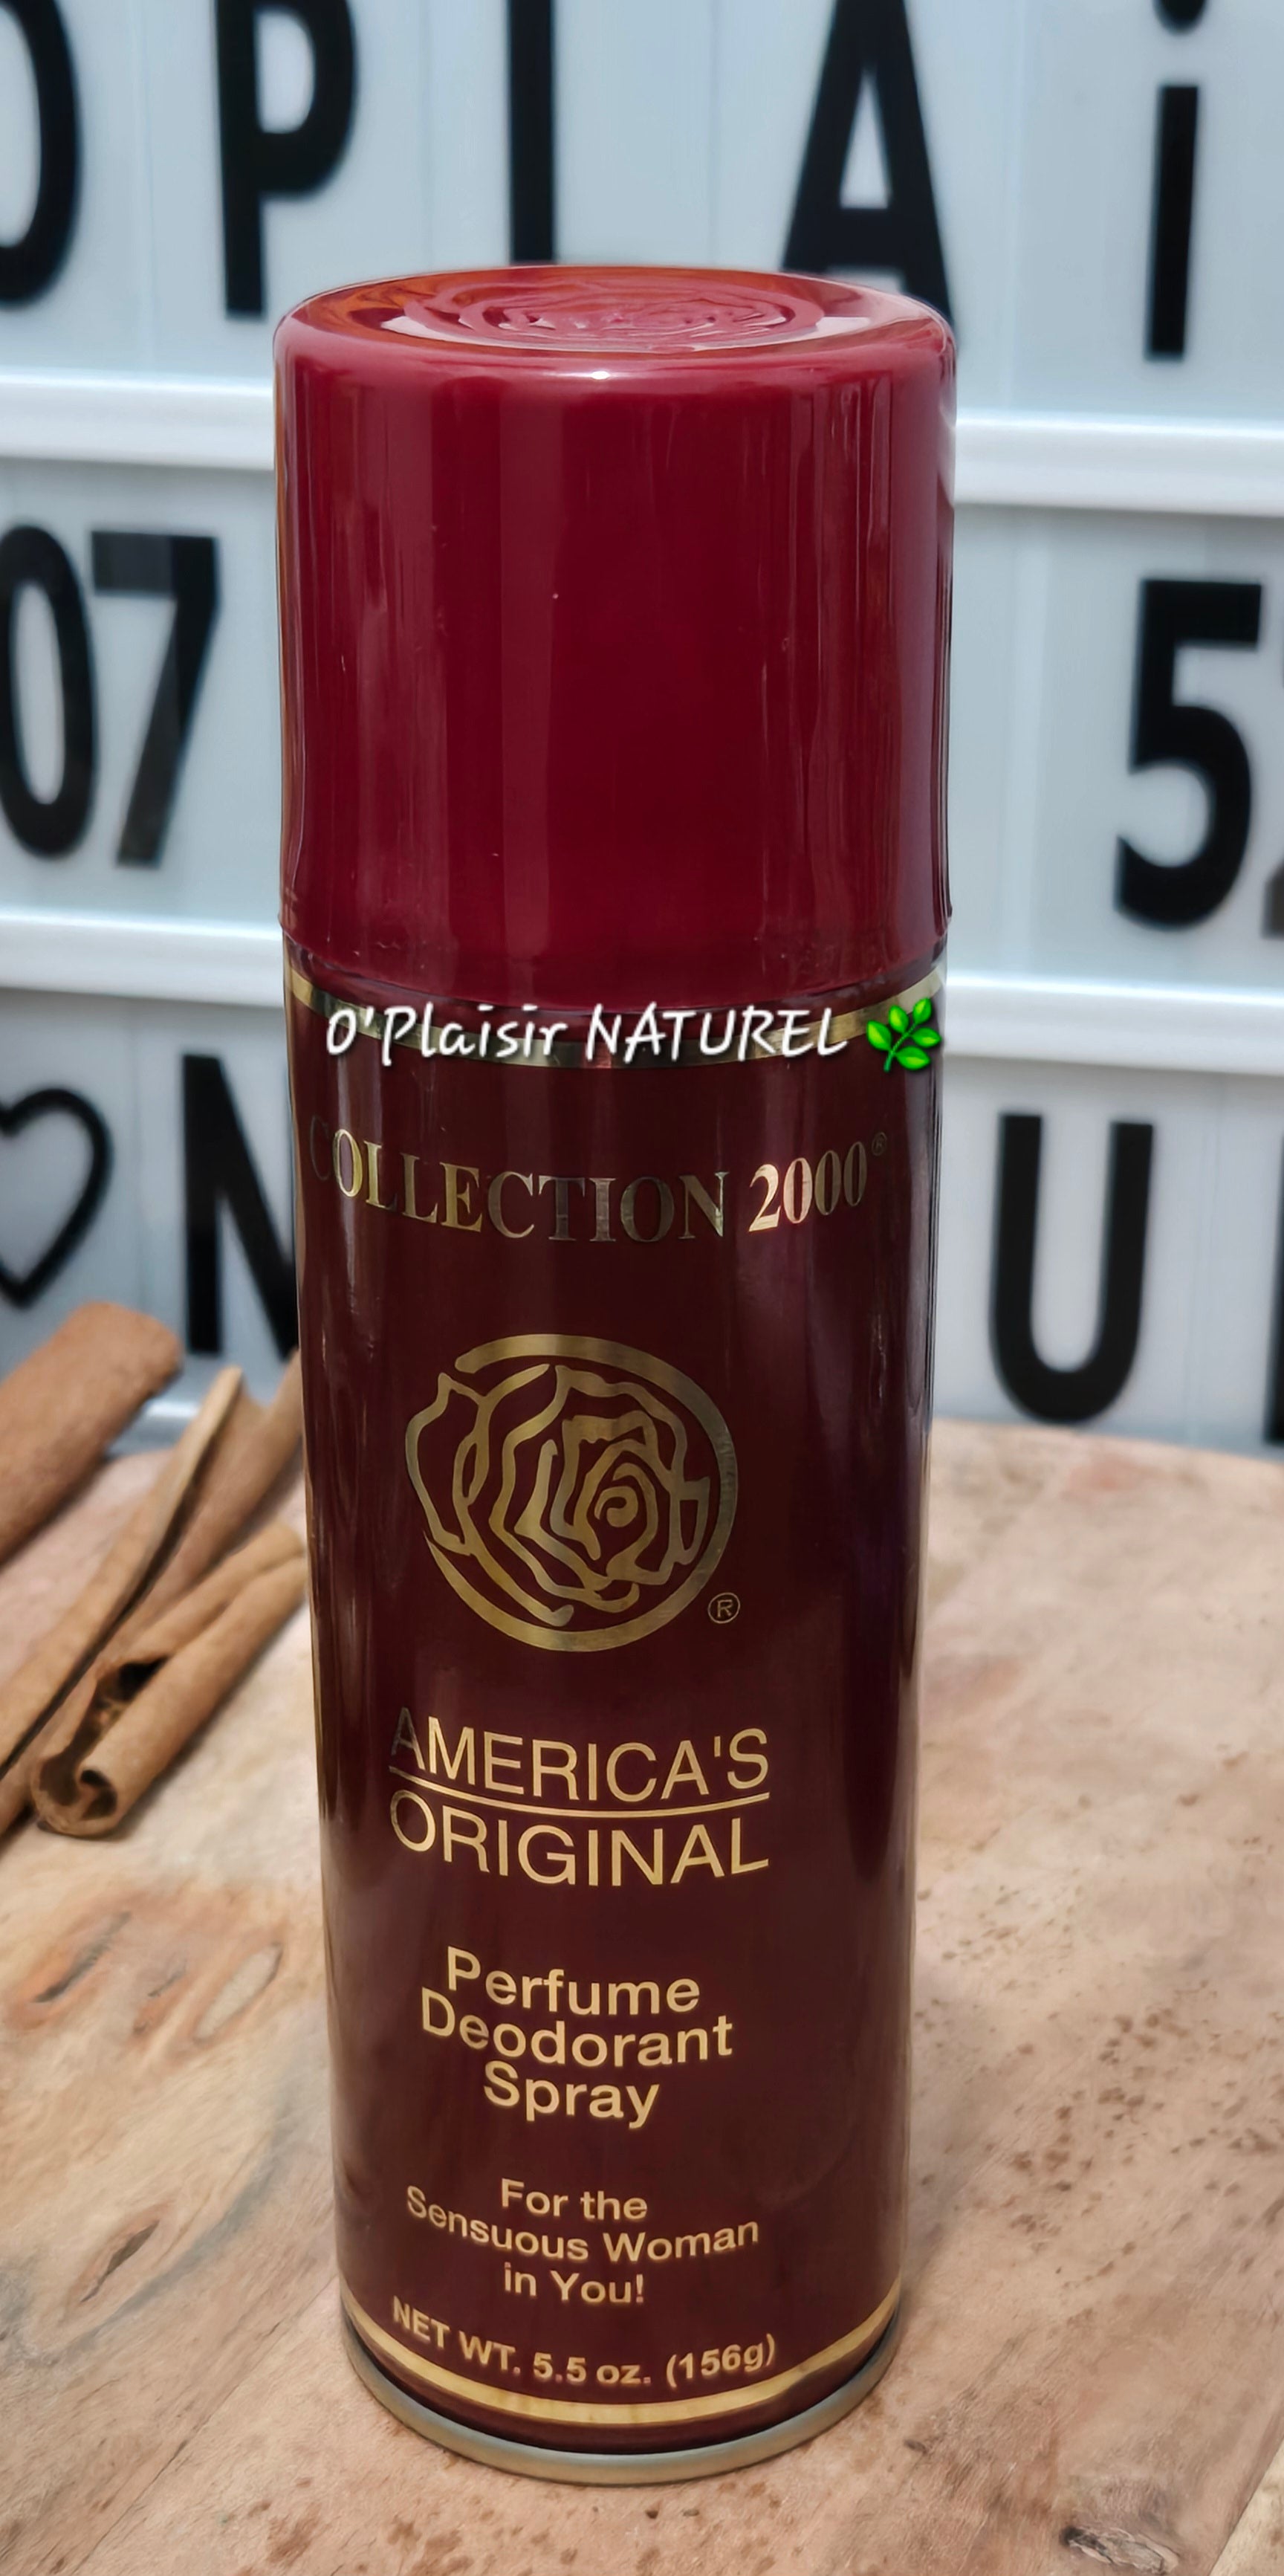 OPLAi
07
5
O'Plaisir NATUREL 🌿
COLLECTION 2000®
♡N
U
®
AMERICA'S
ORIGINAL
Perfume
Deodorant
Spray
For the
Sensuous Woman
in You!
NET WT. 5.5 oz. (156g)